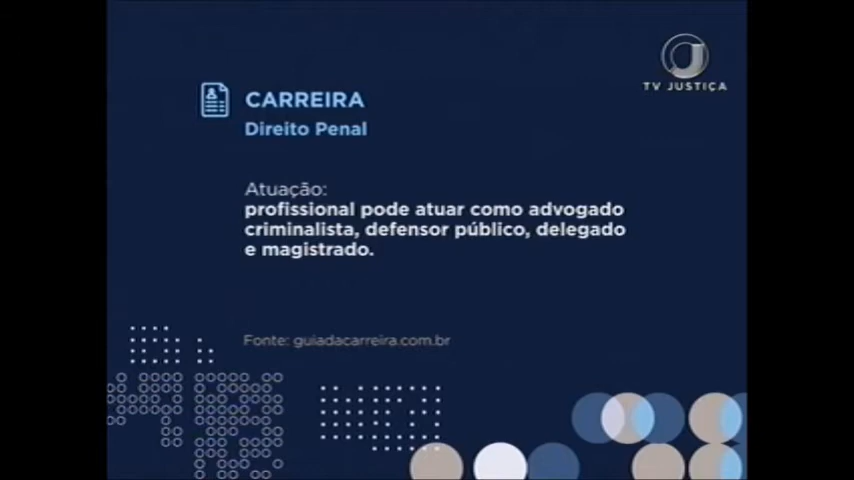 TV JUSTIÇA
CARREIRA
Direito Penal
Atuação:
profissional pode atuar como advogado
criminalista, defensor público, delegado
e magistrado.
Fonte: guiadacarreira.com.br